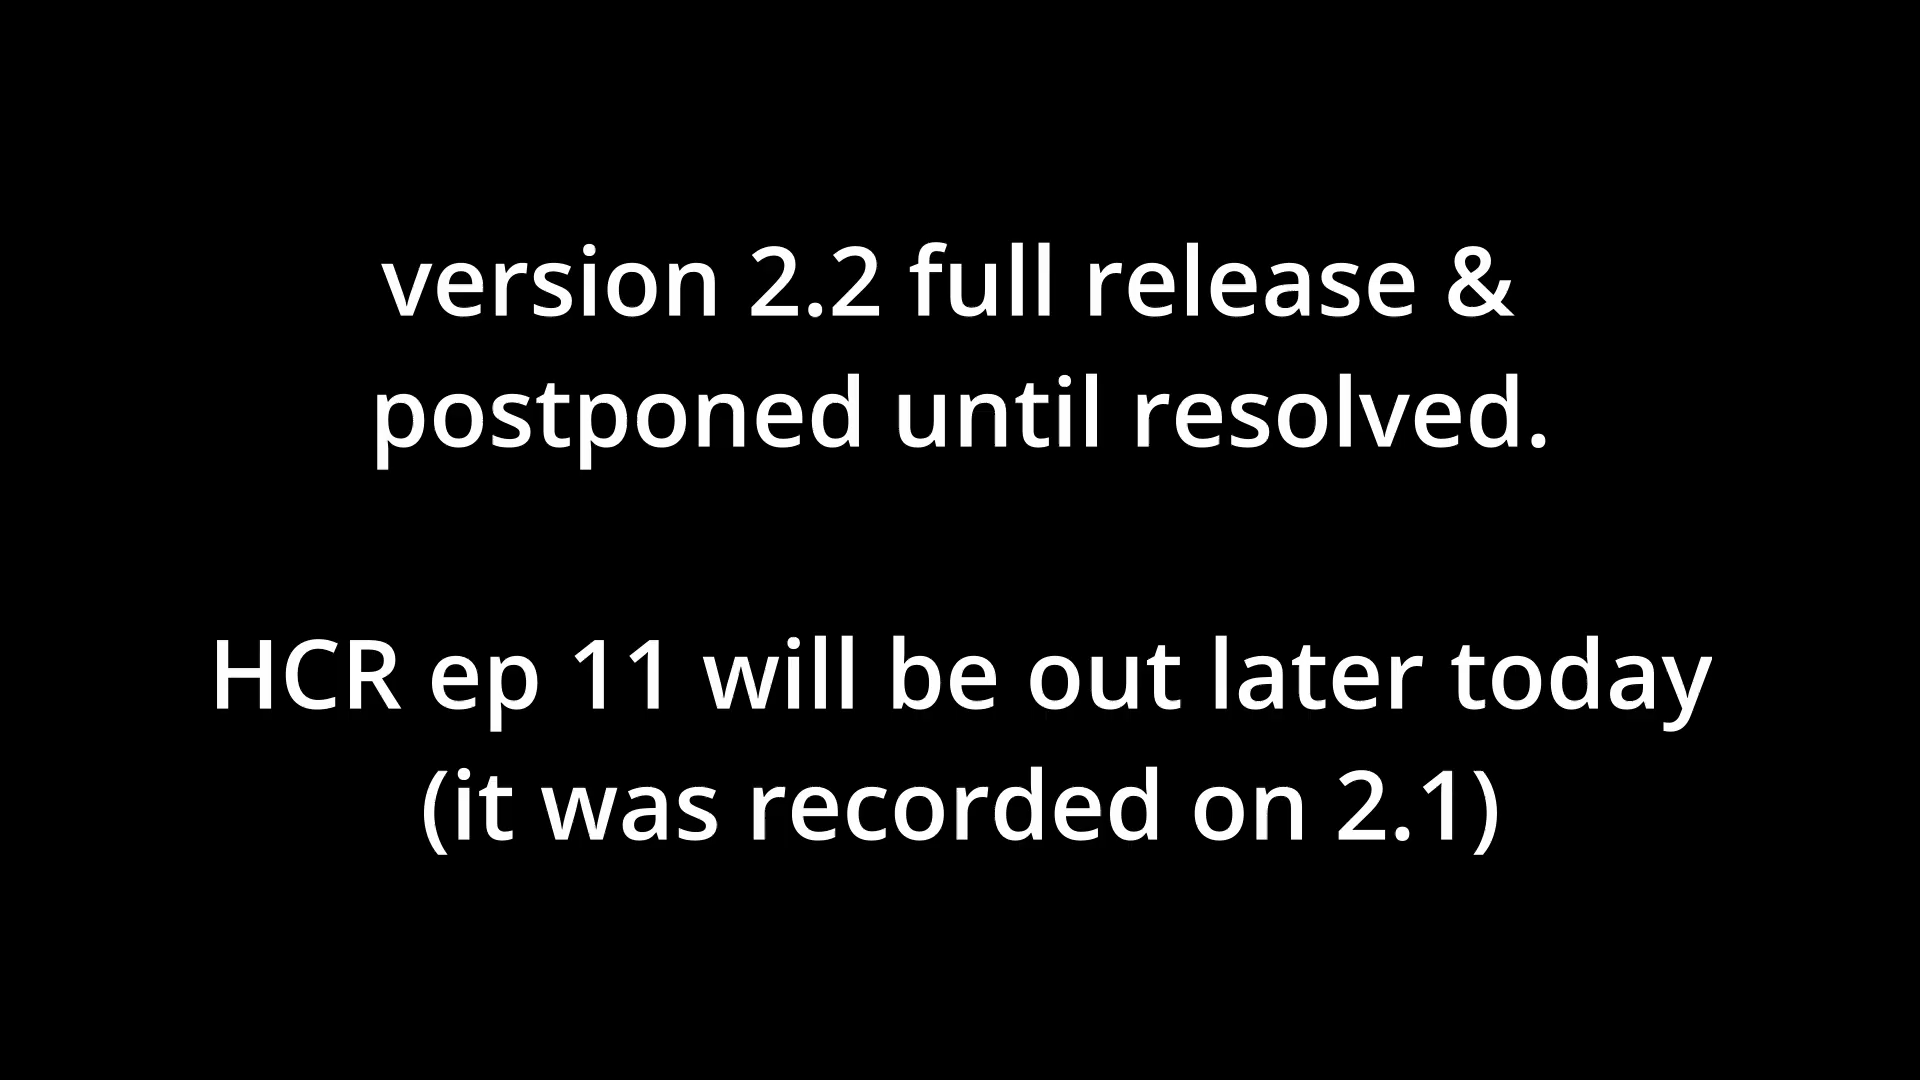 version 2.2 full release &
postponed until resolved.
HCR ep 11 will be out later today
(it was recorded on 2.1)